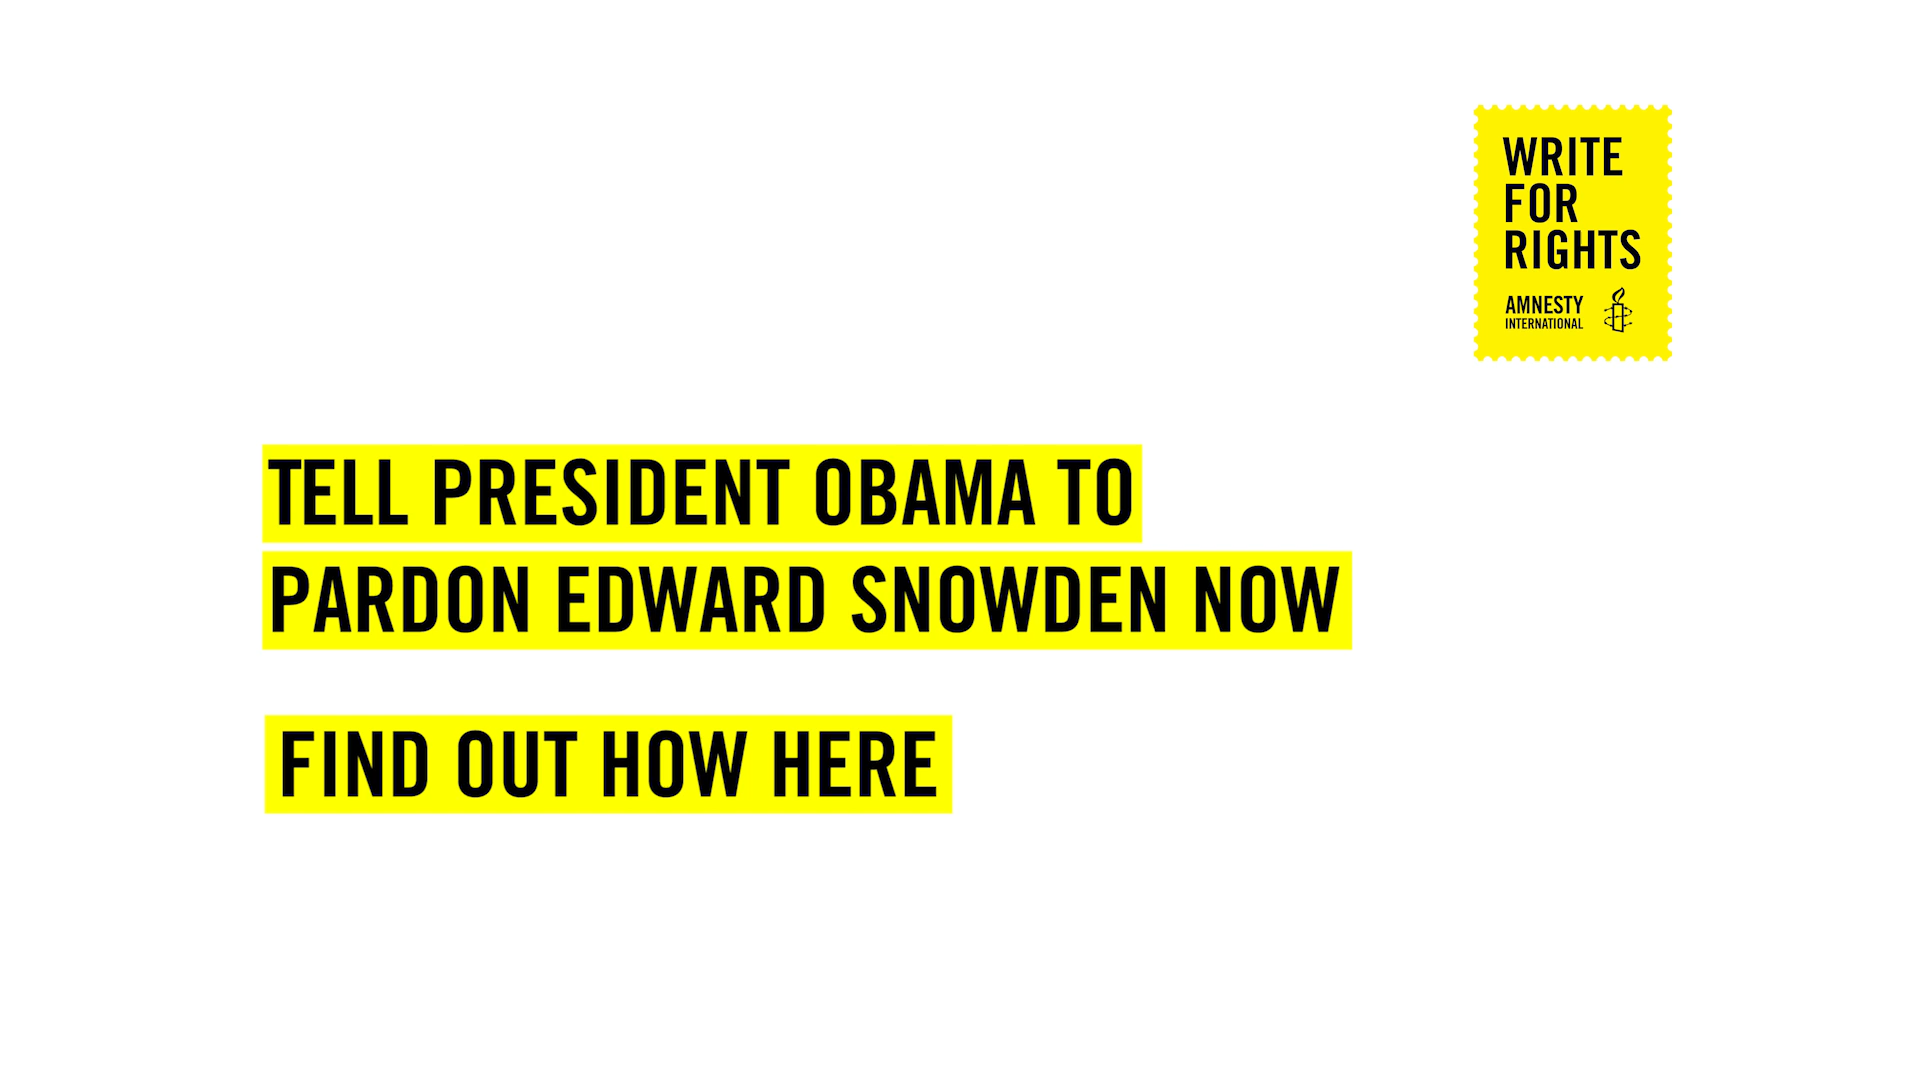 WRITE
FOR
RIGHTS
AMNESTY
INTERNATIONAL
TELL PRESIDENT OBAMA TO
PARDON EDWARD SNOWDEN NOW
FIND OUT HOW HERE